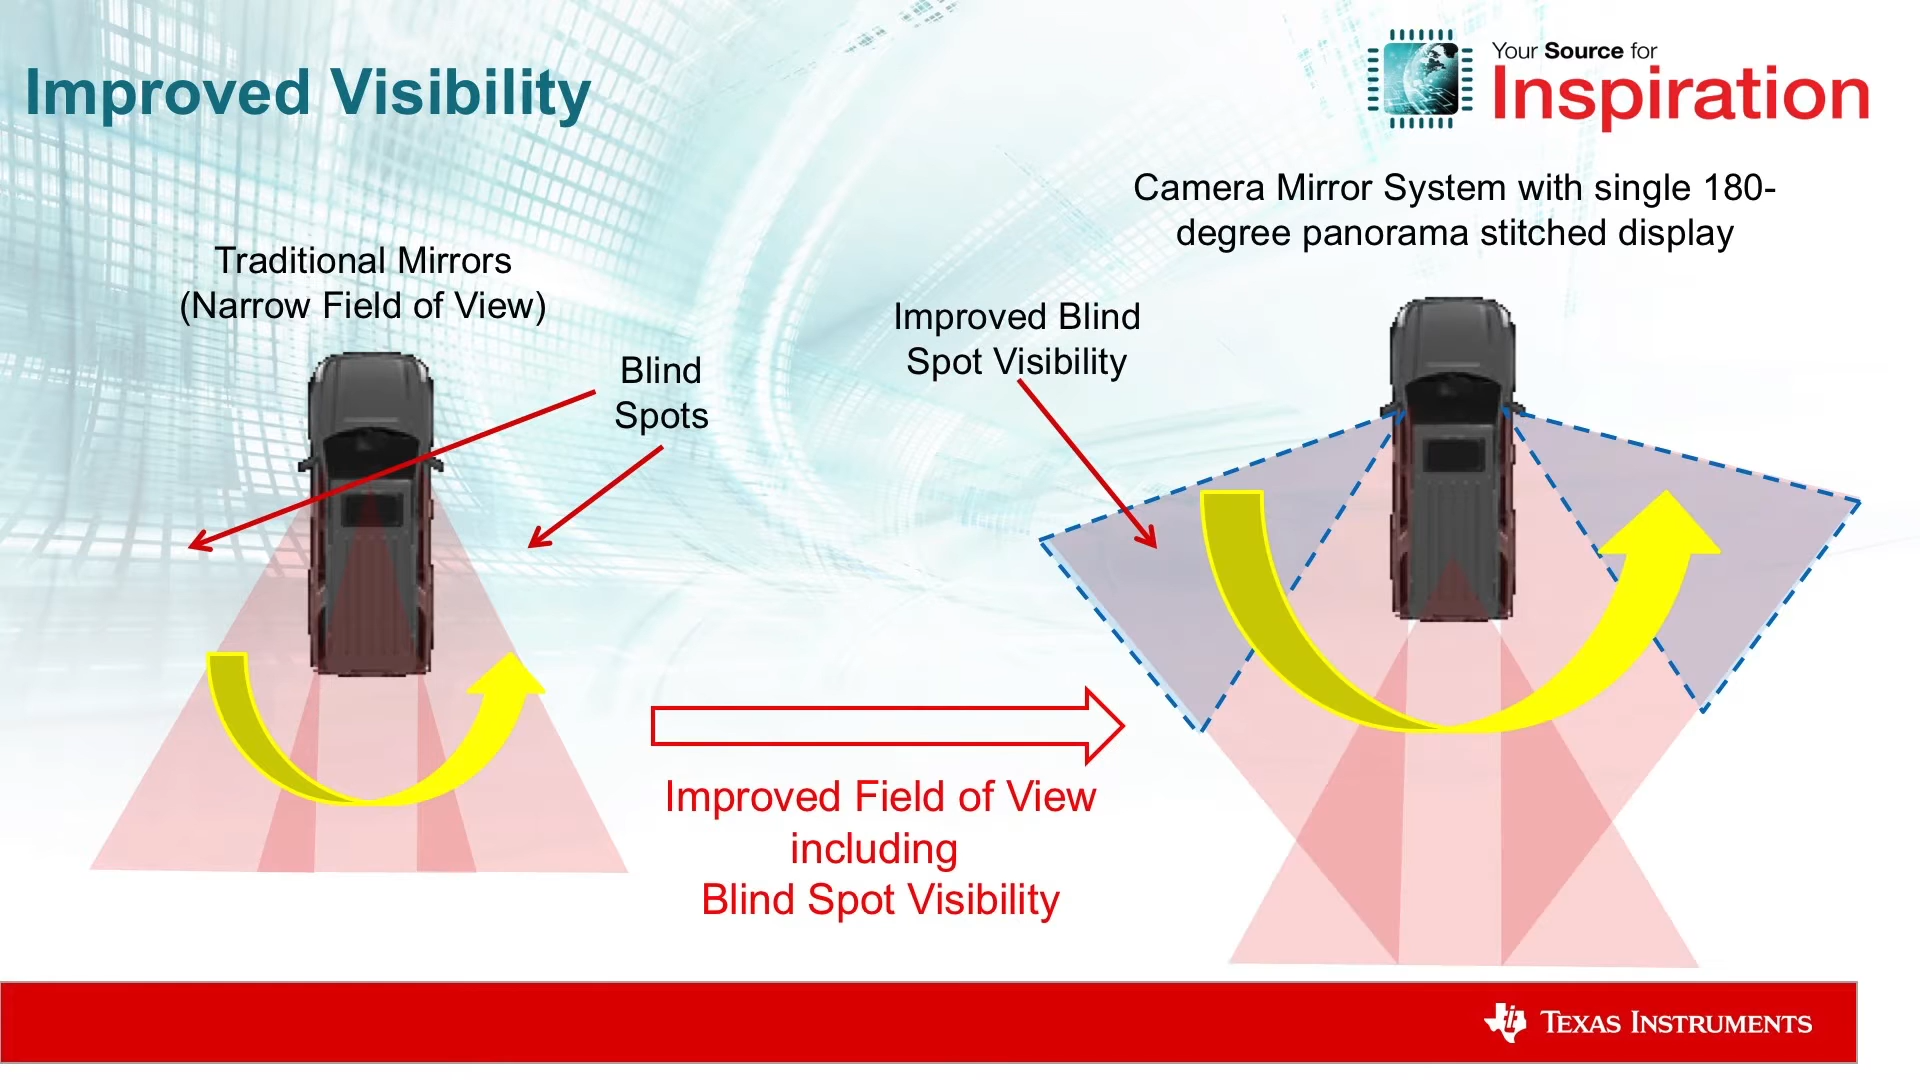 Improved Visibility
Your Source for
Inspiration
Camera Mirror System with single 180-
degree panorama stitched display
Traditional Mirrors
(Narrow Field of View)
Blind
Spots
Improved Blind
Spot Visibility
Improved Field of View
including
Blind Spot Visibility
TEXAS INSTRUMENTS